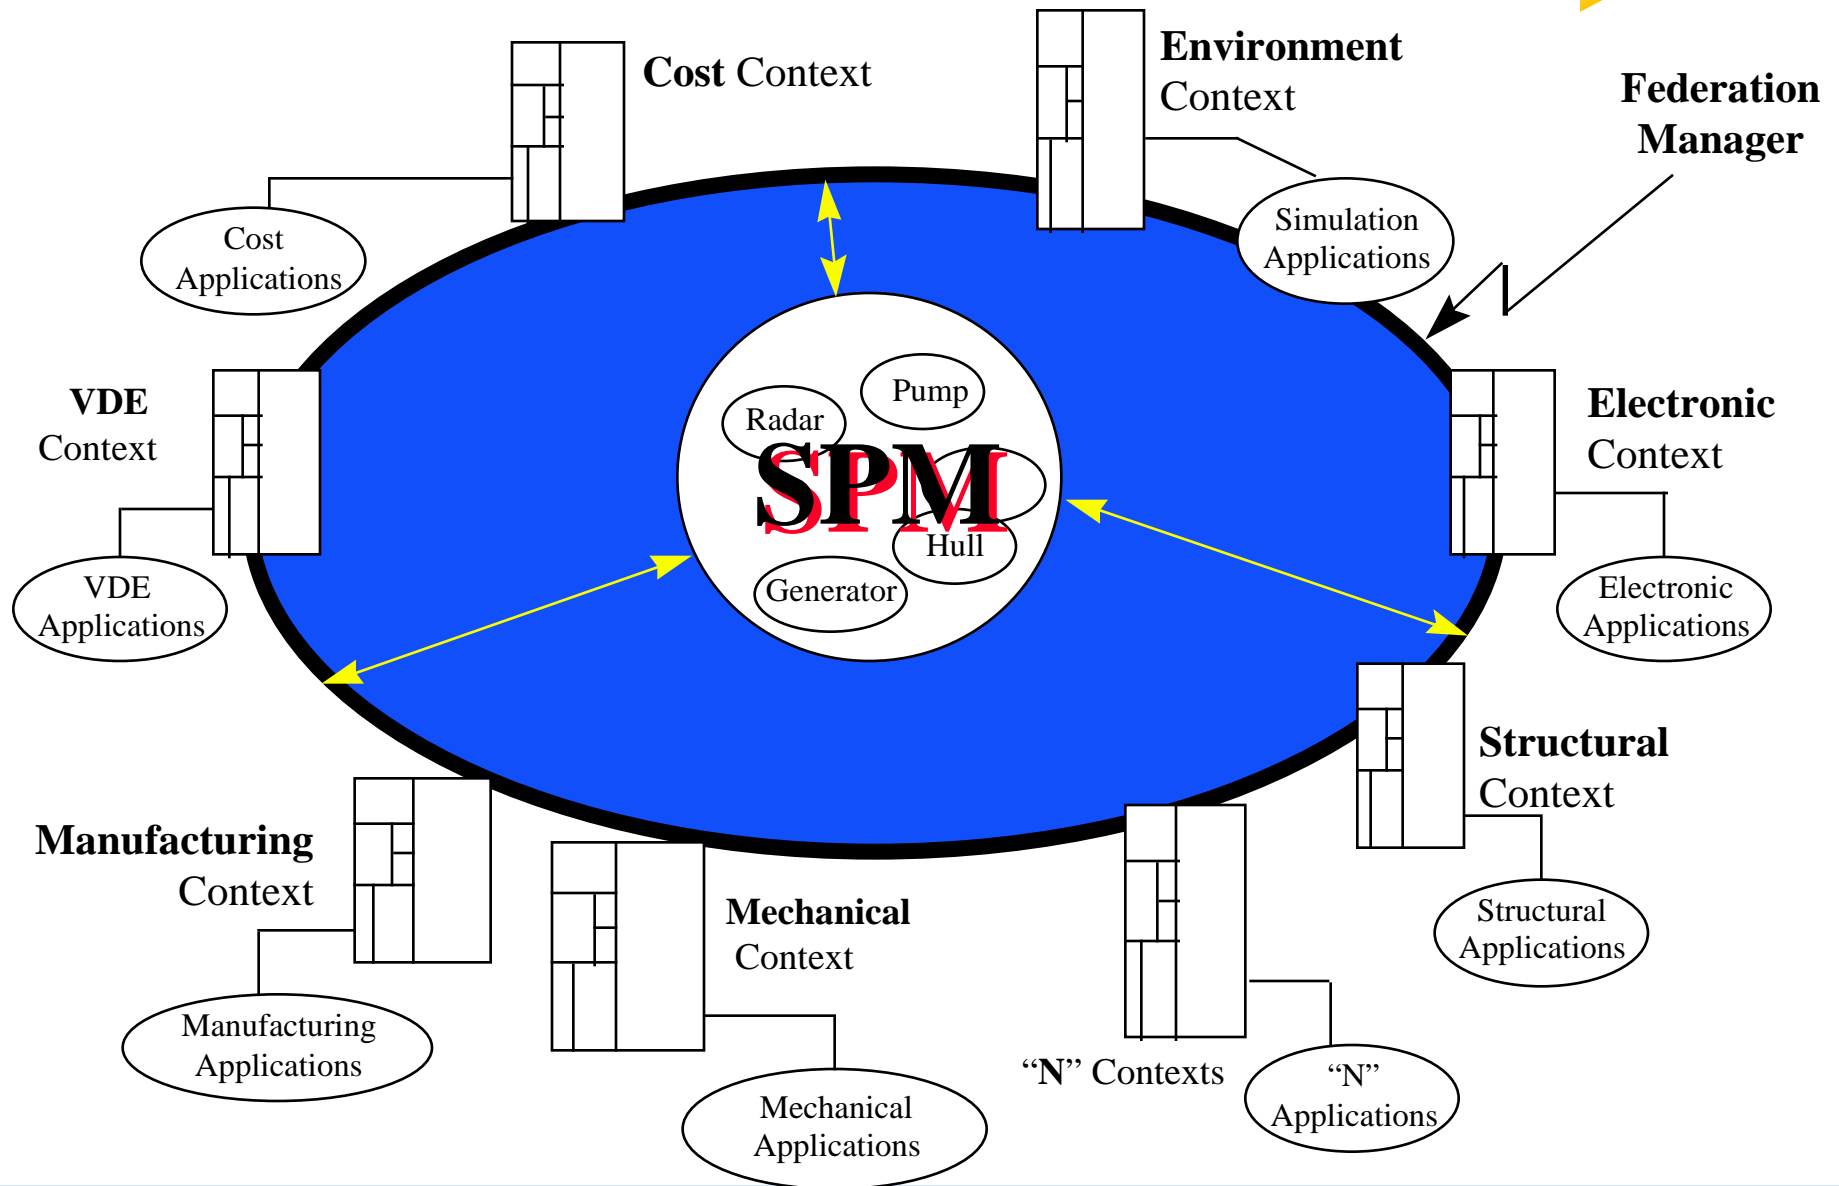 Cost Context
Environment
Context
Federation
Manager
Cost
Applications
Simulation
Applications
VDE
Context
Radar
Pump
SPM
Hull
Generator
Electronic
Context
VDE
Applications
Electronic
Applications
Structural
Context
Manufacturing
Context
Mechanical
Context
Structural
Applications
Manufacturing
Applications
“N” Contexts
“N”
Applications
Mechanical
Applications